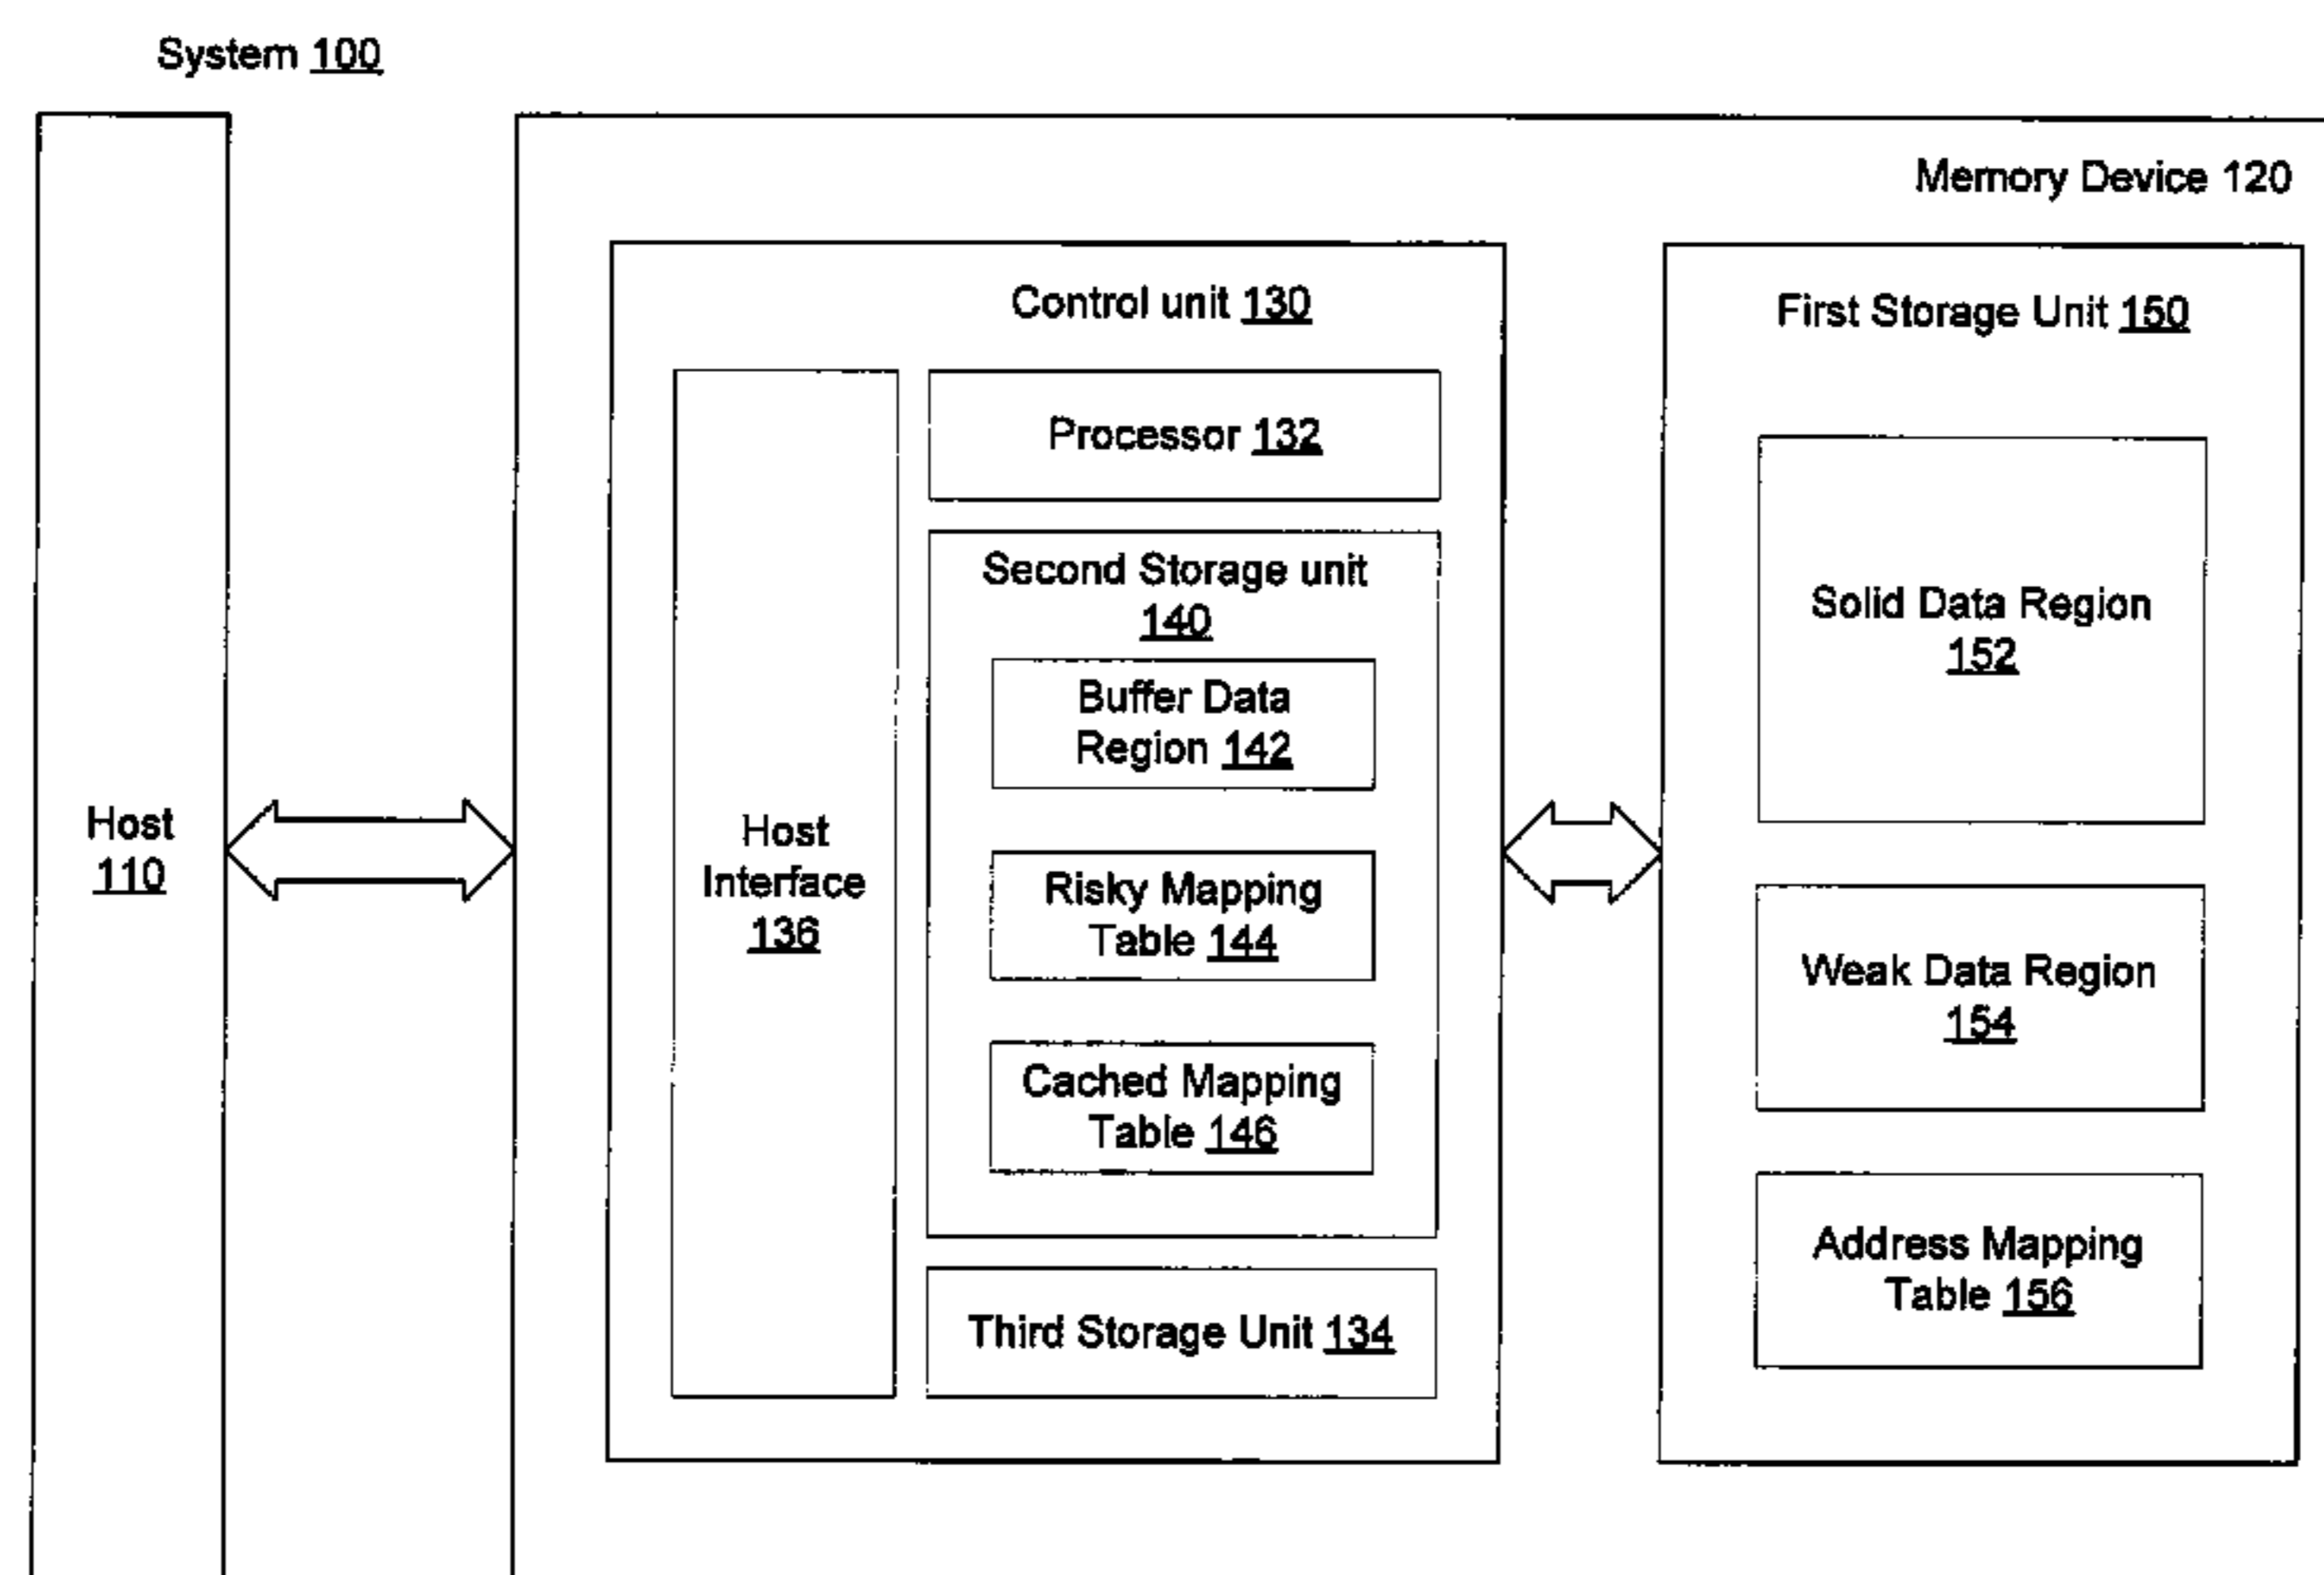 System 100
Memory Device 120
Host
110
Control unit 130
Host
Interface
136
Processor 132
Second Storage unit
140
Buffer Data
Region 142
Risky Mapping
Table 144
Cached Mapping
Table 146
Third Storage Unit 134
First Storage Unit 150
Solid Data Region
152
Weak Data Region
154
Address Mapping
Table 156